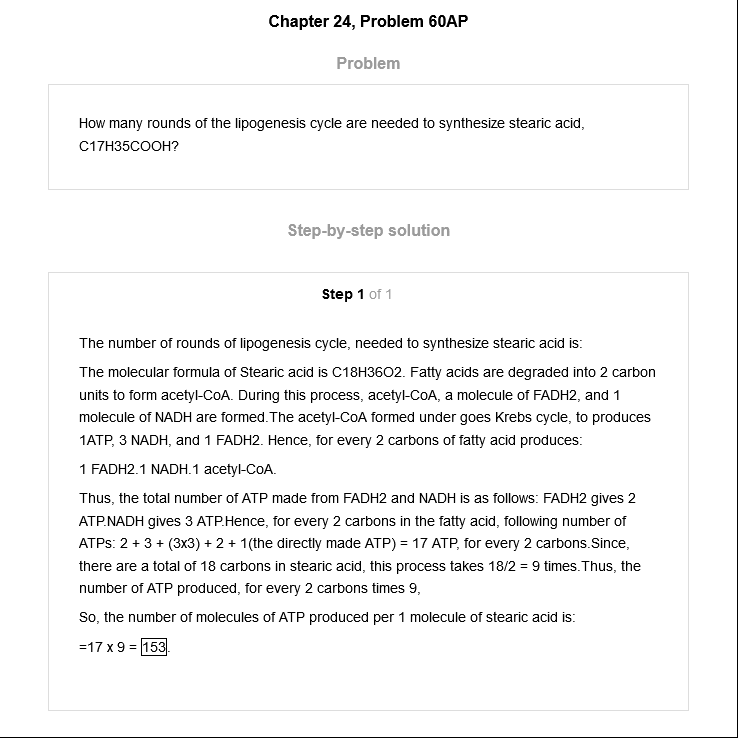 Chapter 24, Problem 60AP
Problem
How many rounds of the lipogenesis cycle are needed to synthesize stearic acid,
C17H35COOH?
Step-by-step solution
Step 1 of 1
The number of rounds of lipogenesis cycle, needed to synthesize stearic acid is:
The molecular formula of Stearic acid is C18H36O2. Fatty acids are degraded into 2 carbon
units to form acetyl-CoA. During this process, acetyl-CoA, a molecule of FADH2, and 1
molecule of NADH are formed.The acetyl-CoA formed under goes Krebs cycle, to produces
1ATP, 3 NADH, and 1 FADH2. Hence, for every 2 carbons of fatty acid produces:
1 FADH2.1 NADH.1 acetyl-CoA.
Thus, the total number of ATP made from FADH2 and NADH is as follows: FADH2 gives 2
ATP.NADH gives 3 ATP.Hence, for every 2 carbons in the fatty acid, following number of
ATPs: 2 + 3 + (3x3) + 2 + 1(the directly made ATP) = 17 ATP, for every 2 carbons.Since,
there are a total of 18 carbons in stearic acid, this process takes 18/2 = 9 times.Thus, the
number of ATP produced, for every 2 carbons times 9,
So, the number of molecules of ATP produced per 1 molecule of stearic acid is:
=17 x 9 = 153.